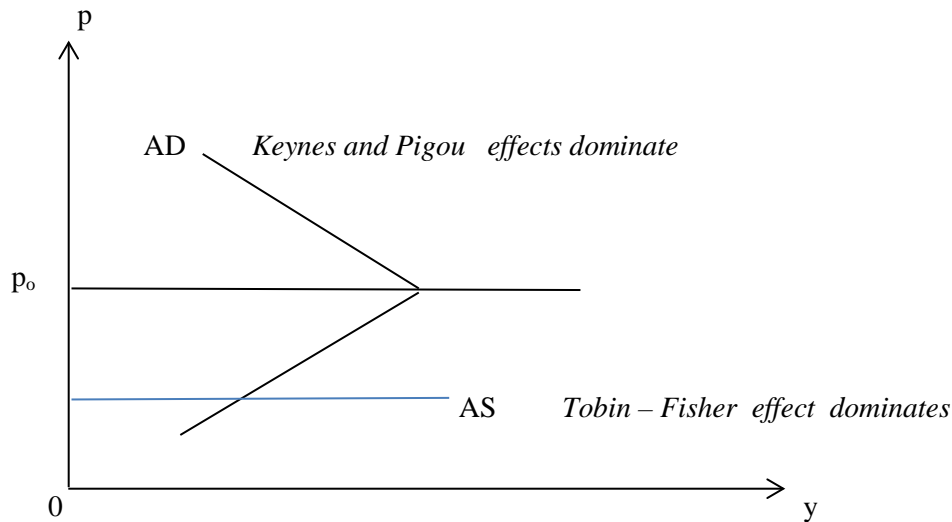 p
AD Keynes and Pigou effects dominate
pₒ
AS Tobin – Fisher effect dominates
0
y